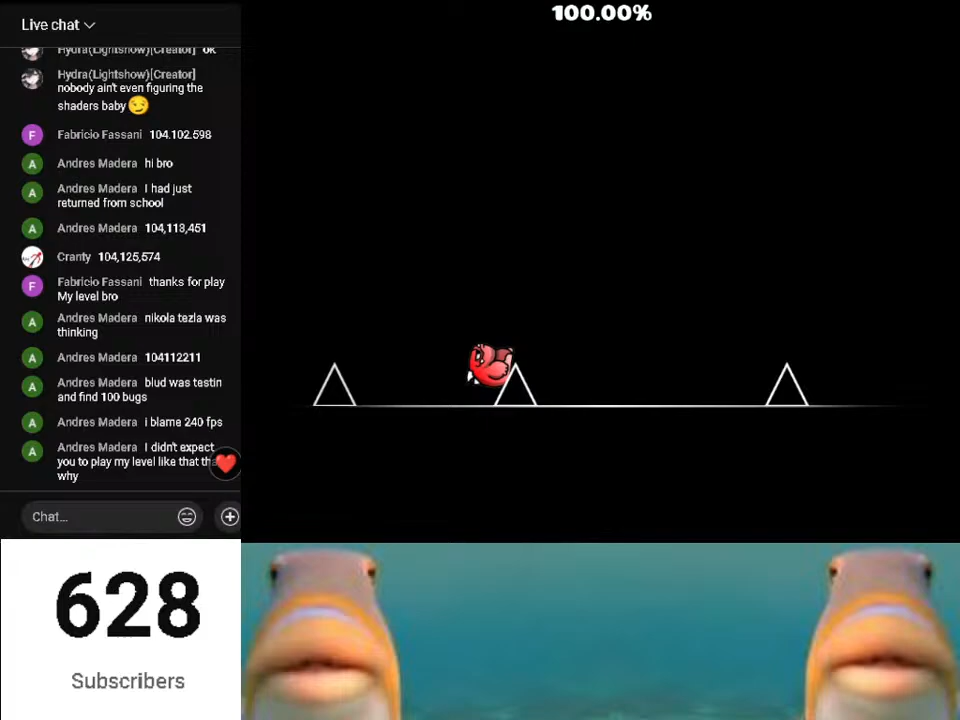 100.00%
Live chat
Hydra(Lightshow)[Creator] ok
Hydra(Lightshow)[Creator]
nobody ain't even figuring the
shaders baby
F Fabricio Fassani 104.102.598
A Andres Madera hi bro
A Andres Madera I had just
returned from school
A Andres Madera 104,113,451
Cranty 104,125,574
F Fabricio Fassani thanks for play
My level bro
A Andres Madera nikola tezla was
thinking
A Andres Madera 104112211
A Andres Madera blud was testin
and find 100 bugs
A Andres Madera i blame 240 fps
A Andres Madera I didn't expect
you to play my level like that
why
Chat...
628
Subscribers